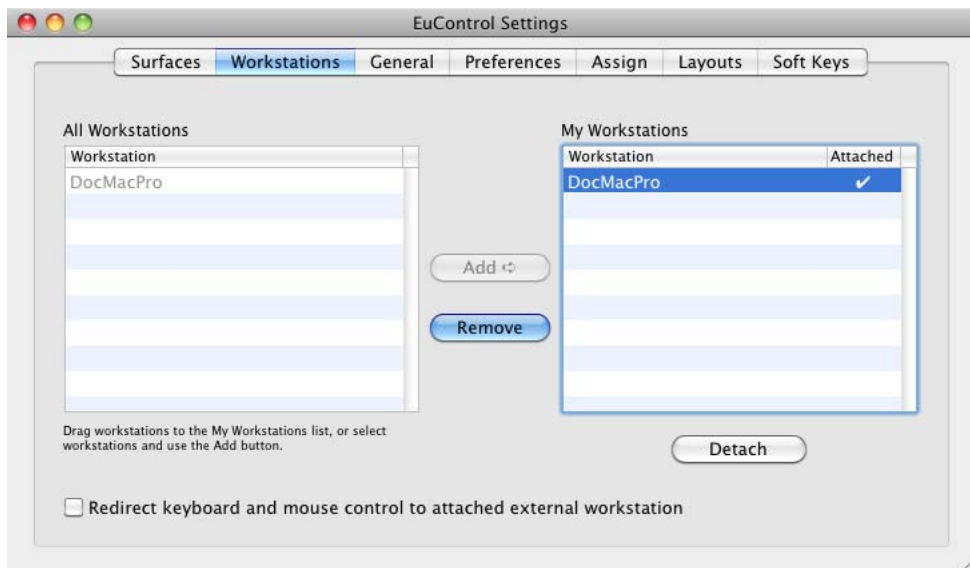 EuControl Settings
Surfaces Workstations General Preferences Assign Layouts Soft Keys
All Workstations
Workstation
DocMacPro
My Workstations
Workstation Attached
DocMacPro ✔
Add ➪
Remove
Drag workstations to the My Workstations list, or select
workstations and use the Add button.
Detach
Redirect keyboard and mouse control to attached external workstation